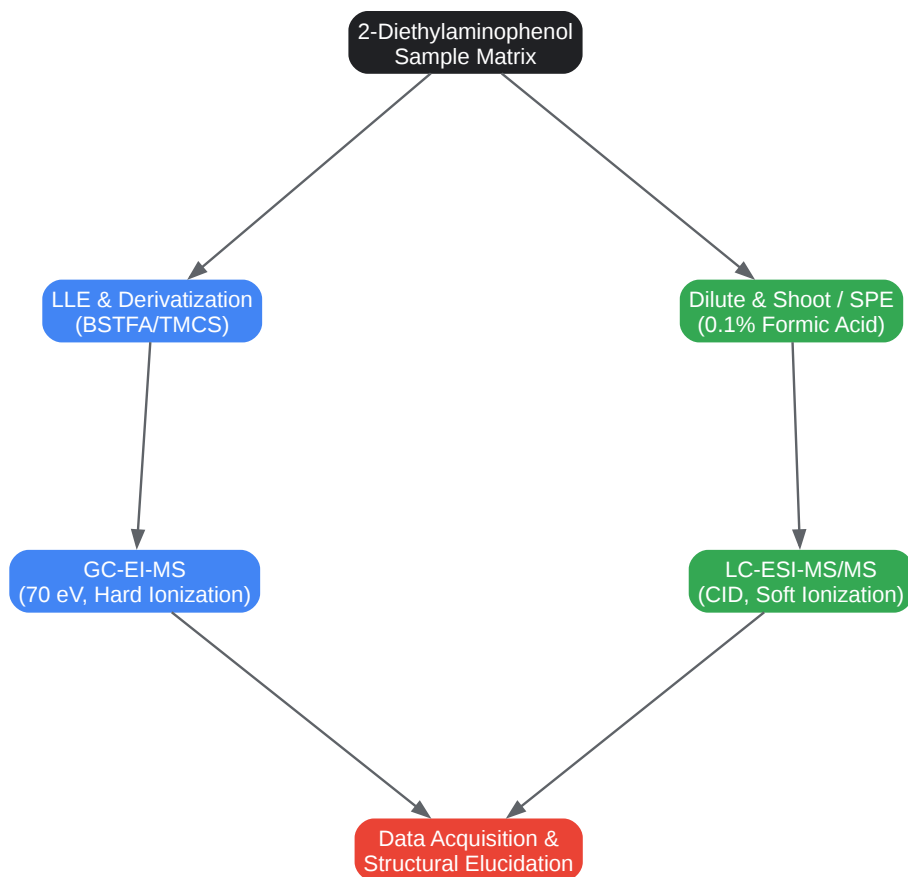 2-Diethylaminophenol
Sample Matrix
LLE & Derivatization
(BSTFA/TMCS)
Dilute & Shoot / SPE
(0.1% Formic Acid)
GC-EI-MS
(70 eV, Hard Ionization)
LC-ESI-MS/MS
(CID, Soft Ionization)
Data Acquisition &
Structural Elucidation